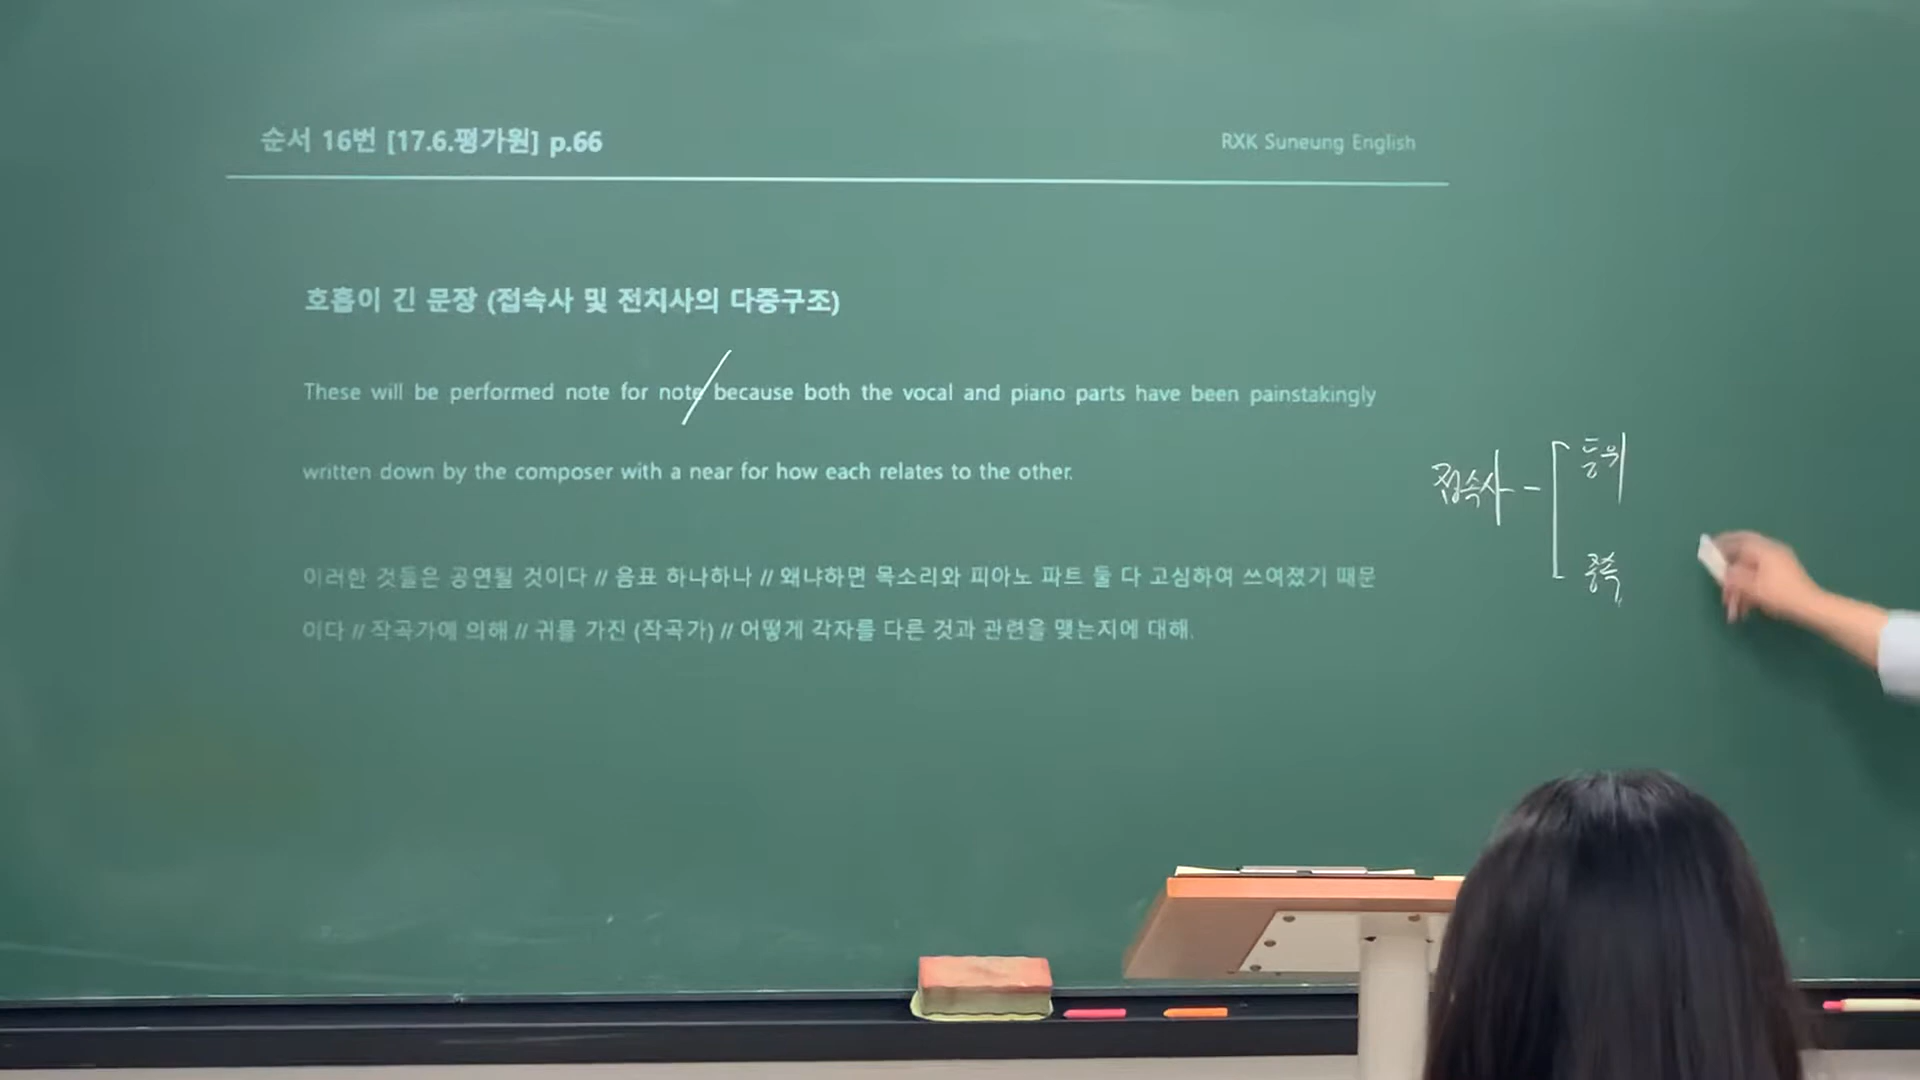 순서 16번 [17.6.평가원] p.66
RXK Suneung English
호흡이 긴 문장 (접속사 및 전치사의 다중구조)
These will be performed note for note because both the vocal and piano parts have been painstakingly
written down by the composer with a near for how each relates to the other.
이러한 것들은 공연될 것이다 // 음표 하나하나 // 왜냐하면 목소리와 피아노 파트 둘 다 고심하여 쓰여졌기 때문
이다 // 작곡가에 의해 // 귀를 가진 (작곡가) // 어떻게 각자를 다른 것과 관련을 맺는지에 대해.
접속사 -
등위
종속